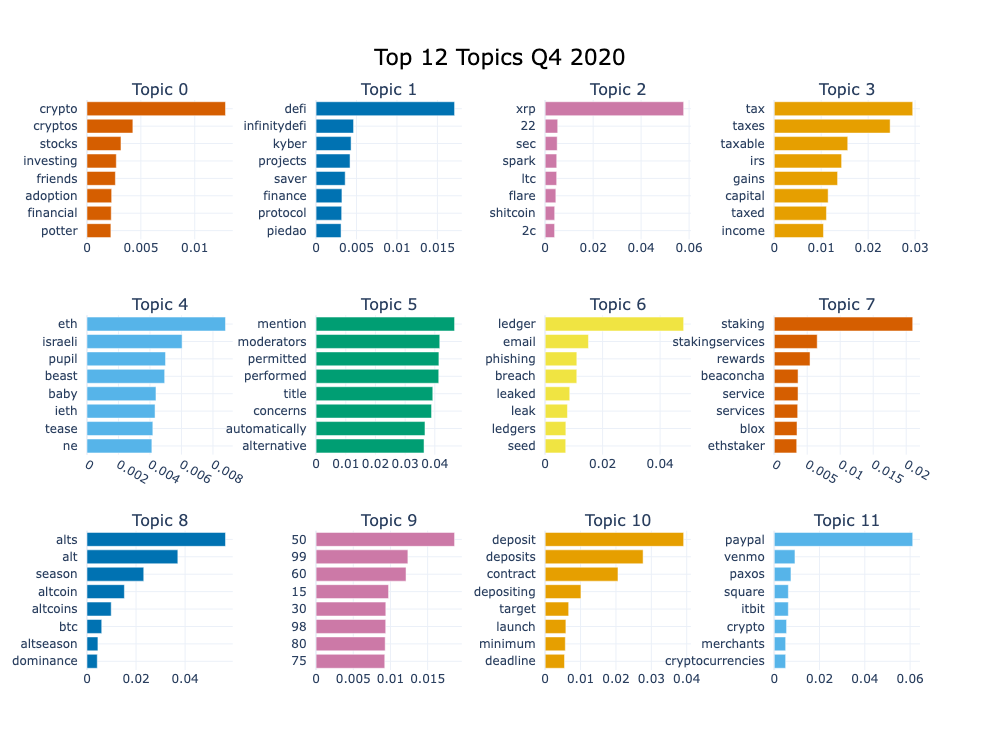 Top 12 Topics Q4 2020
Topic 0
crypto
cryptos
stocks
investing
friends
adoption
financial
potter
0 0.005 0.01
Topic 1
defi
infinitydefi
kyber
projects
saver
finance
protocol
piedao
0 0.005 0.01 0.015
Topic 2
xrp
22
sec
spark
ltc
flare
shitcoin
2c
0 0.02 0.04 0.06
Topic 3
tax
taxes
taxable
irs
gains
capital
taxed
income
0 0.01 0.02 0.03
Topic 4
eth
israeli
pupil
beast
baby
ieth
tease
ne
0 0.002 0.004 0.006 0.008
Topic 5
mention
moderators
permitted
performed
title
concerns
automatically
alternative
0 0.01 0.02 0.03 0.04
Topic 6
ledger
email
phishing
breach
leaked
leak
ledgers
seed
0 0.02 0.04
Topic 7
staking
stakingservices
rewards
beaconcha
service
services
blox
ethstaker
0 0.005 0.01 0.015 0.02
Topic 8
alts
alt
season
altcoin
altcoins
btc
altseason
dominance
0 0.02 0.04
Topic 9
50
99
60
15
30
98
80
75
0 0.005 0.01 0.015
Topic 10
deposit
deposits
contract
depositing
target
launch
minimum
deadline
0 0.01 0.02 0.03 0.04
Topic 11
paypal
venmo
paxos
square
itbit
crypto
merchants
cryptocurrencies
0 0.02 0.04 0.06